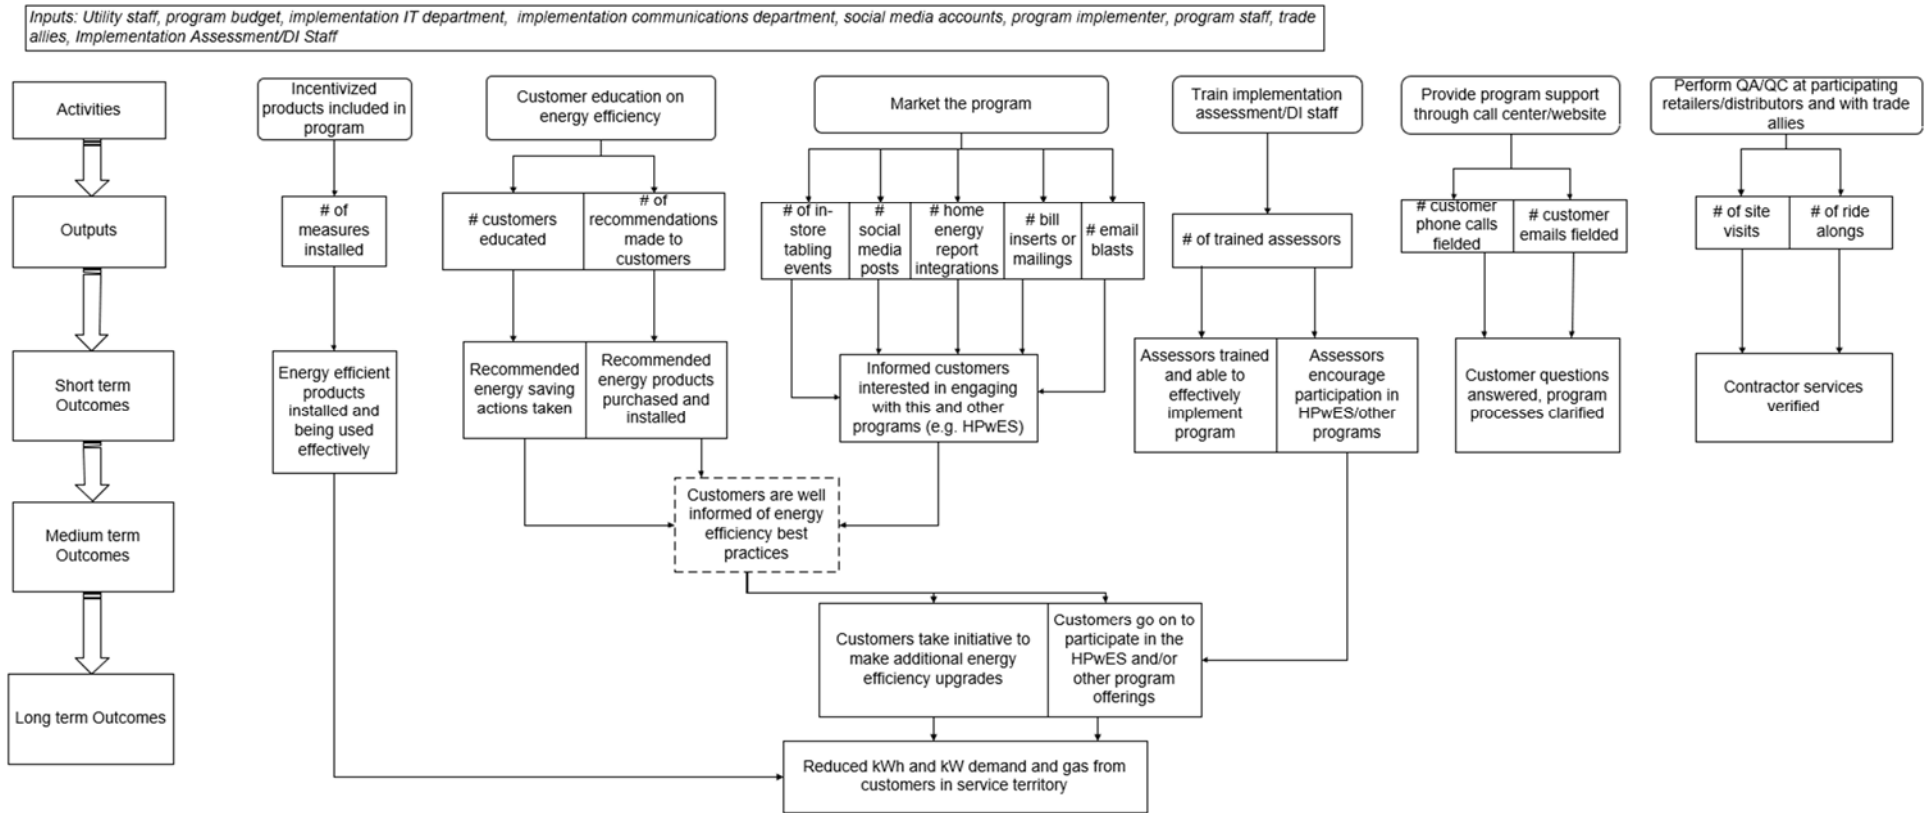 Inputs: Utility staff, program budget, implementation IT department, implementation communications department, social media accounts, program implementer, program staff, trade
allies, Implementation Assessment/DI Staff
Activities
Incentivized
products included in
program
Customer education on
energy efficiency
Market the program
Train implementation
assessment/DI staff
Provide program support
through call center/website
Perform QA/QC at participating
retailers/distributors and with trade
allies
Outputs
# of
measures
installed
# customers
educated
# of
recommendations
made to
customers
# of in-
store
tabling
events
#
social
media
posts
# home
energy
report
integrations
# bill
inserts or
mailings
# email
blasts
# of trained assessors
# customer
phone calls
fielded
# customer
emails fielded
# of site
visits
# of ride
alongs
Short term
Outcomes
Energy efficient
products
installed and
being used
effectively
Recommended
energy saving
actions taken
Recommended
energy products
purchased and
installed
Informed customers
interested in engaging
with this and other
programs (e.g. HPwES)
Assessors trained
and able to
effectively
implement
program
Assessors
encourage
participation in
HPwES/other
programs
Customer questions
answered, program
processes clarified
Contractor services
verified
Medium term
Outcomes
Customers are well
informed of energy
efficiency best
practices
Customers take initiative to
make additional energy
efficiency upgrades
Customers go on to
participate in the
HPwES and/or
other program
offerings
Long term Outcomes
Reduced kWh and kW demand and gas from
customers in service territory